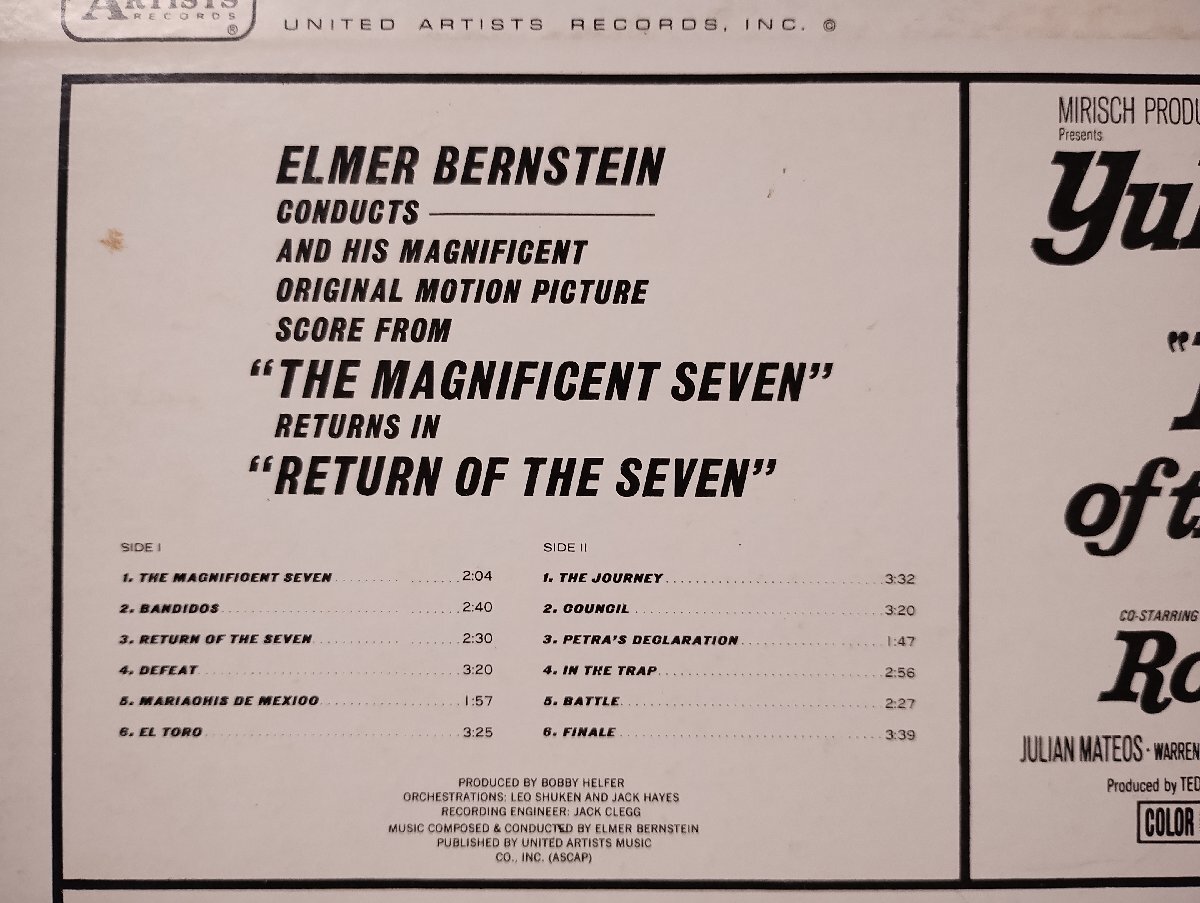 ARTISTS
RECORDS
®
UNITED ARTISTS RECORDS, INC. ©
ELMER BERNSTEIN
CONDUCTS
AND HIS MAGNIFICENT
ORIGINAL MOTION PICTURE
SCORE FROM
“THE MAGNIFICENT SEVEN”
RETURNS IN
“RETURN OF THE SEVEN”
SIDE I
1. THE MAGNIFICENT SEVEN 2:04
2. BANDIDOS 2:40
3. RETURN OF THE SEVEN 2:30
4. DEFEAT 3:20
5. MARIACHIS DE MEXICO 1:57
6. EL TORO 3:25
SIDE II
1. THE JOURNEY 3:32
2. COUNCIL 3:20
3. PETRA'S DECLARATION 1:47
4. IN THE TRAP 2:56
5. BATTLE 2:27
6. FINALE 3:39
PRODUCED BY BOBBY HELFER
ORCHESTRATIONS: LEO SHUKEN AND JACK HAYES
RECORDING ENGINEER: JACK CLEGG
MUSIC COMPOSED & CONDUCTED BY ELMER BERNSTEIN
PUBLISHED BY UNITED ARTISTS MUSIC
CO., INC. (ASCAP)
MIRISCH
Presents
of
CO-STARRING
JULIAN MATEOS · WARREN
Produced by TED
COLOR